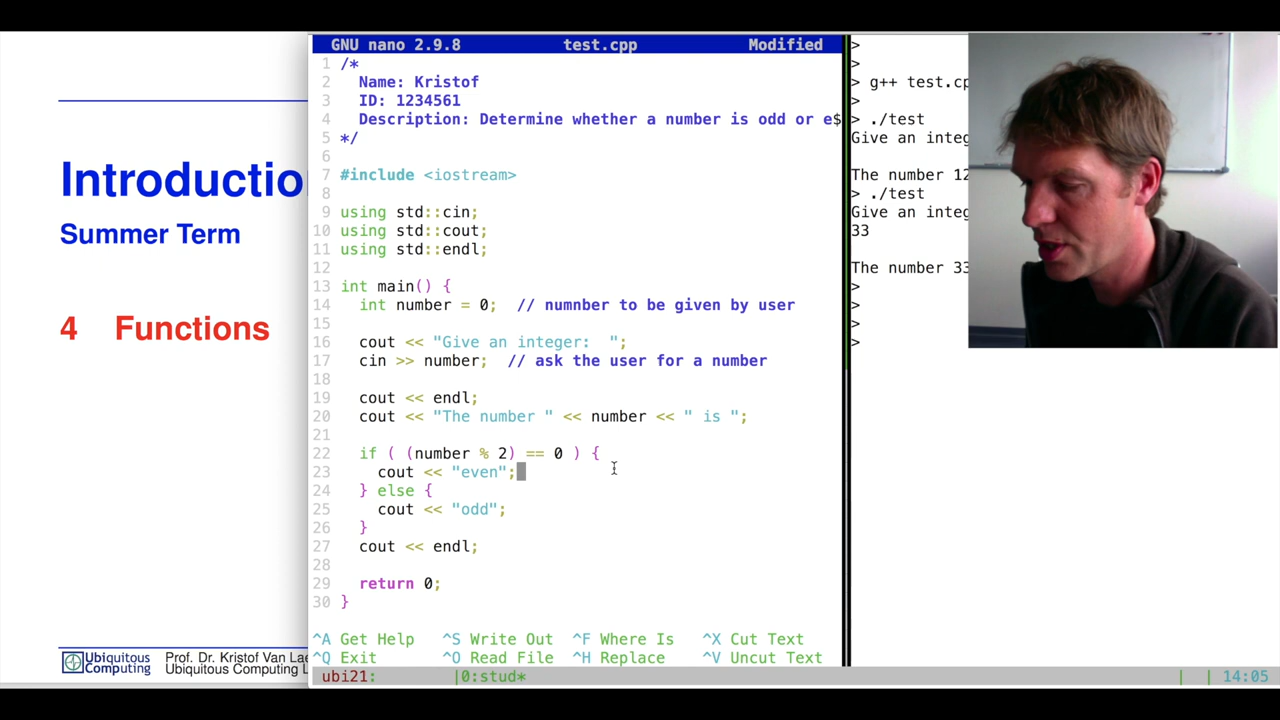 Introductio
Summer Term
4 Functions
Ubiquitous
Computing
Prof. Dr. Kristof Van Lae
Ubiquitous Computing L
GNU nano 2.9.8 test.cpp Modified
1 /*
2 Name: Kristof
3 ID: 1234561
4 Description: Determine whether a number is odd or e$
5 */
6
7 #include <iostream>
8
9 using std::cin;
10 using std::cout;
11 using std::endl;
12
13 int main() {
14 int number = 0; // numnber to be given by user
15
16 cout << "Give an integer:  ";
17 cin >> number; // ask the user for a number
18
19 cout << endl;
20 cout << "The number " << number << " is ";
21
22 if ( (number % 2) == 0 ) {
23 cout << "even";
24 } else {
25 cout << "odd";
26 }
27 cout << endl;
28
29 return 0;
30 }
^A Get Help ^S Write Out ^F Where Is ^X Cut Text
^Q Exit ^O Read File ^H Replace ^V Uncut Text
ubi21: |0:stud* | | 14:05
>
>
> g++ test.cp
>
> ./test
Give an integ
The number 12
> ./test
Give an integ
33
The number 33
>
>
>
>